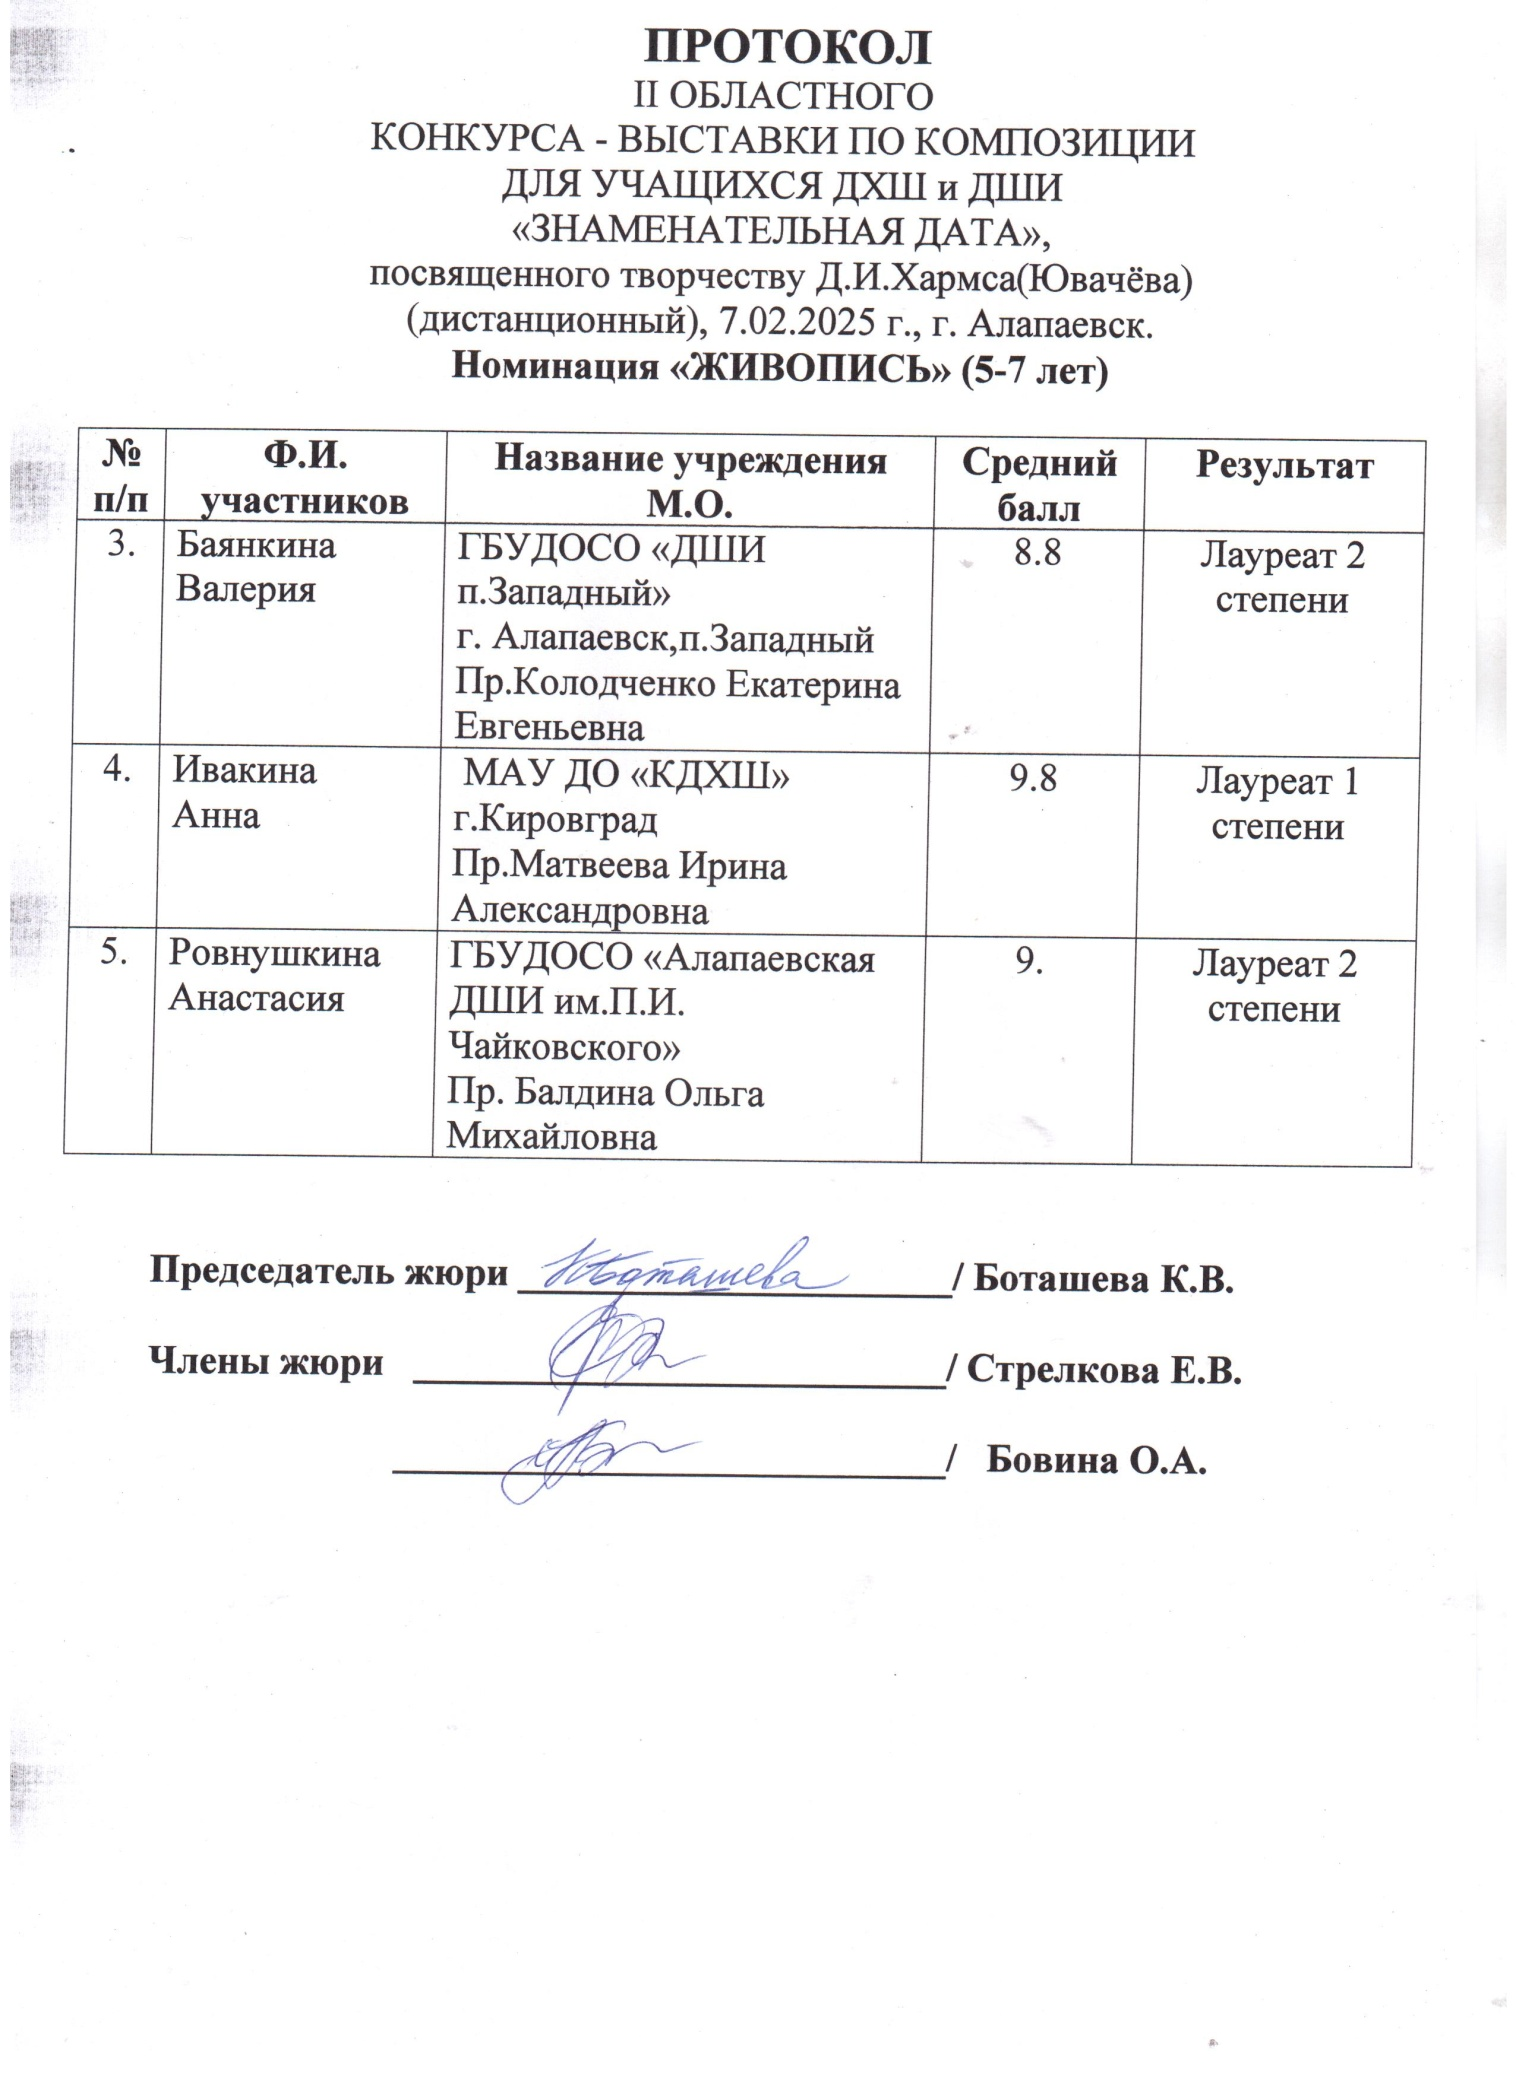 ПРОТОКОЛ
II ОБЛАСТНОГО
КОНКУРСА - ВЫСТАВКИ ПО КОМПОЗИЦИИ
ДЛЯ УЧАЩИХСЯ ДХШ и ДШИ
«ЗНАМЕНАТЕЛЬНАЯ ДАТА»,
посвященного творчеству Д.И.Хармса(Ювачёва)
(дистанционный), 7.02.2025 г., г. Алапаевск.
Номинация «ЖИВОПИСЬ» (5-7 лет)
№ п/п
Ф.И. участников
Название учреждения М.О.
Средний балл
Результат
3.
Баянкина
Валерия
ГБУДОСО «ДШИ
п.Западный»
г. Алапаевск,п.Западный
Пр.Колодченко Екатерина
Евгеньевна
8.8
Лауреат 2
степени
4.
Ивакина
Анна
МАУ ДО «КДХШ»
г.Кировград
Пр.Матвеева Ирина
Александровна
9.8
Лауреат 1
степени
5.
Ровнушкина
Анастасия
ГБУДОСО «Алапаевская
ДШИ им.П.И.
Чайковского»
Пр. Балдина Ольга
Михайловна
9.
Лауреат 2
степени
Председатель жюри Боташева / Боташева К.В.
Члены жюри / Стрелкова Е.В.
/ Бовина О.А.